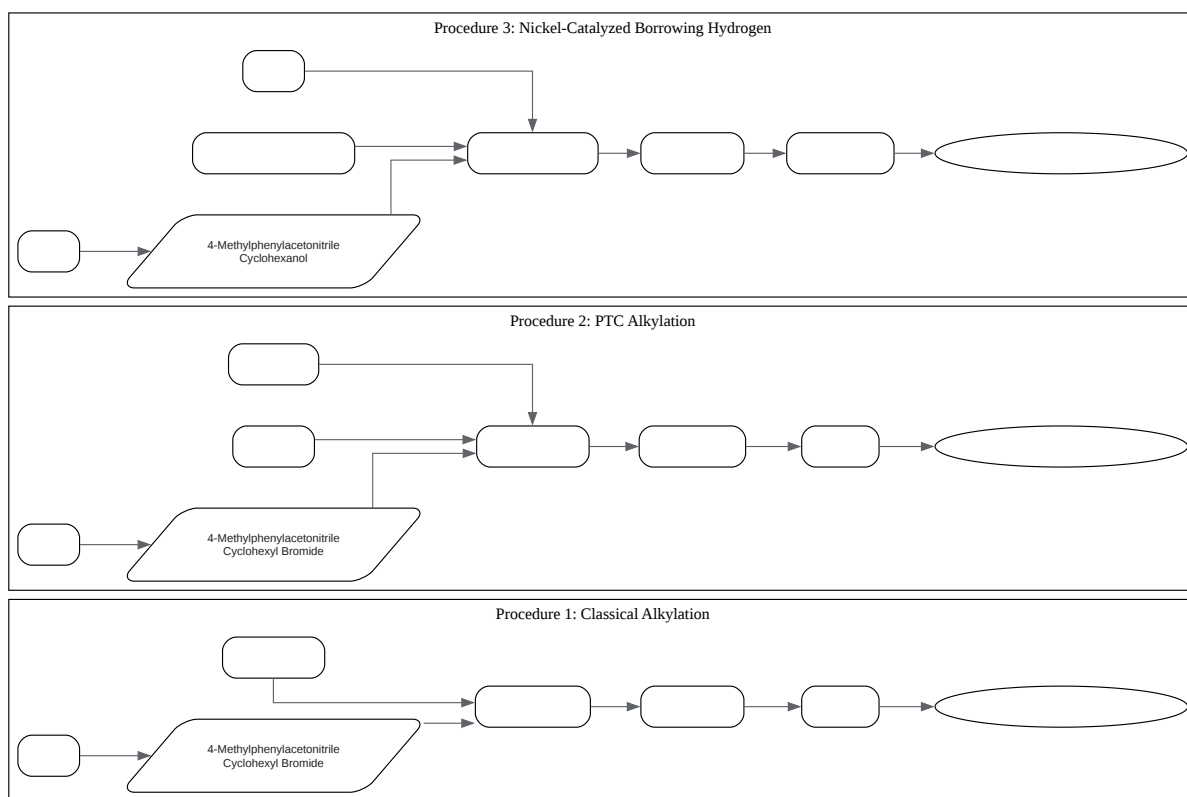 Procedure 3: Nickel-Catalyzed Borrowing Hydrogen
4-Methylphenylacetonitrile
Cyclohexanol
Procedure 2: PTC Alkylation
4-Methylphenylacetonitrile
Cyclohexyl Bromide
Procedure 1: Classical Alkylation
4-Methylphenylacetonitrile
Cyclohexyl Bromide